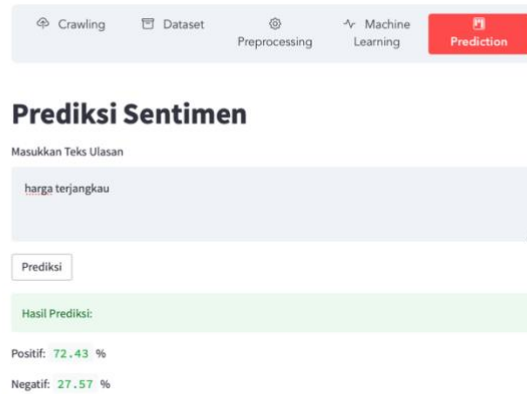 Crawling
Dataset
Preprocessing
Machine
Learning
Prediction
Prediksi Sentimen
Masukkan Teks Ulasan
harga terjangkau
Prediksi
Hasil Prediksi:
Positif: 72.43 %
Negatif: 27.57 %